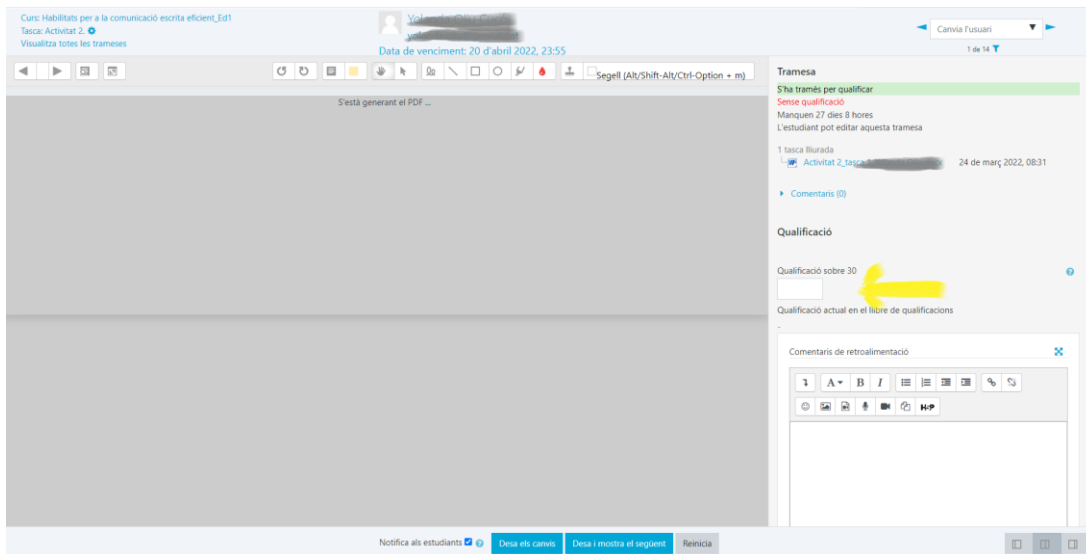 Curs: Habilitats per a la comunicació escrita eficient_Ed1
Tasca: Activitat 2.
Visualitza totes les trameses
Data de venciment: 20 d'abril 2022, 23:55
Canvia l'usuari
1 de 14
Segell (Alt/Shift-Alt/Ctrl-Option + m)
S'està generant el PDF ...
Tramesa
S'ha tramès per qualificar
Sense qualificació
Manquen 27 dies 8 hores
L'estudiant pot editar aquesta tramesa
1 tasca lliurada
Activitat 2_tasca 24 de març 2022, 08:31
Comentaris (0)
Qualificació
Qualificació sobre 30
Qualificació actual en el llibre de qualificacions
-
Comentaris de retroalimentació
A B I
H-P
Notifica als estudiants Desa els canvis Desa i mostra el següent Reinicia